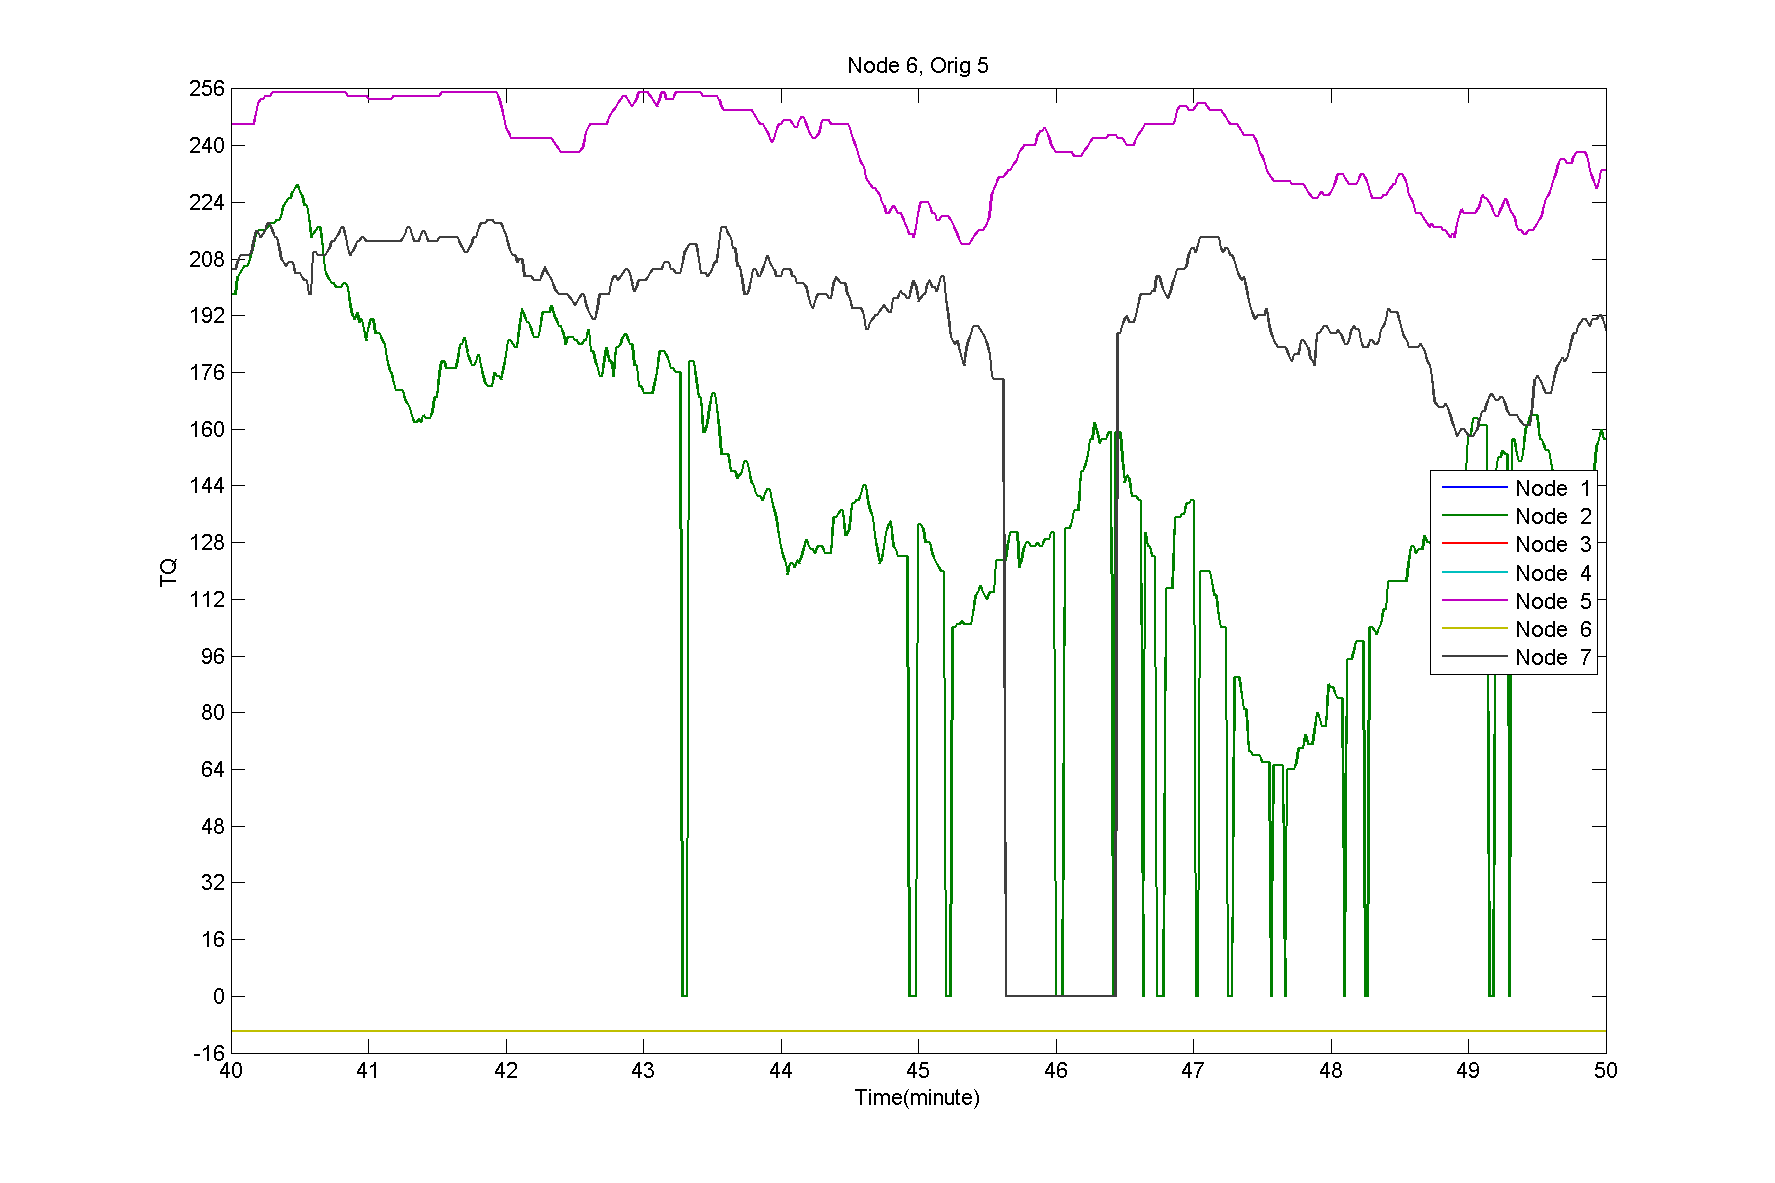 Node 6, Orig 5
256
240
224
208
192
176
160
144
128
112
96
80
64
48
32
16
0
-16
TQ
40 41 42 43 44 45 46 47 48 49 50
Time(minute)
Node 1
Node 2
Node 3
Node 4
Node 5
Node 6
Node 7